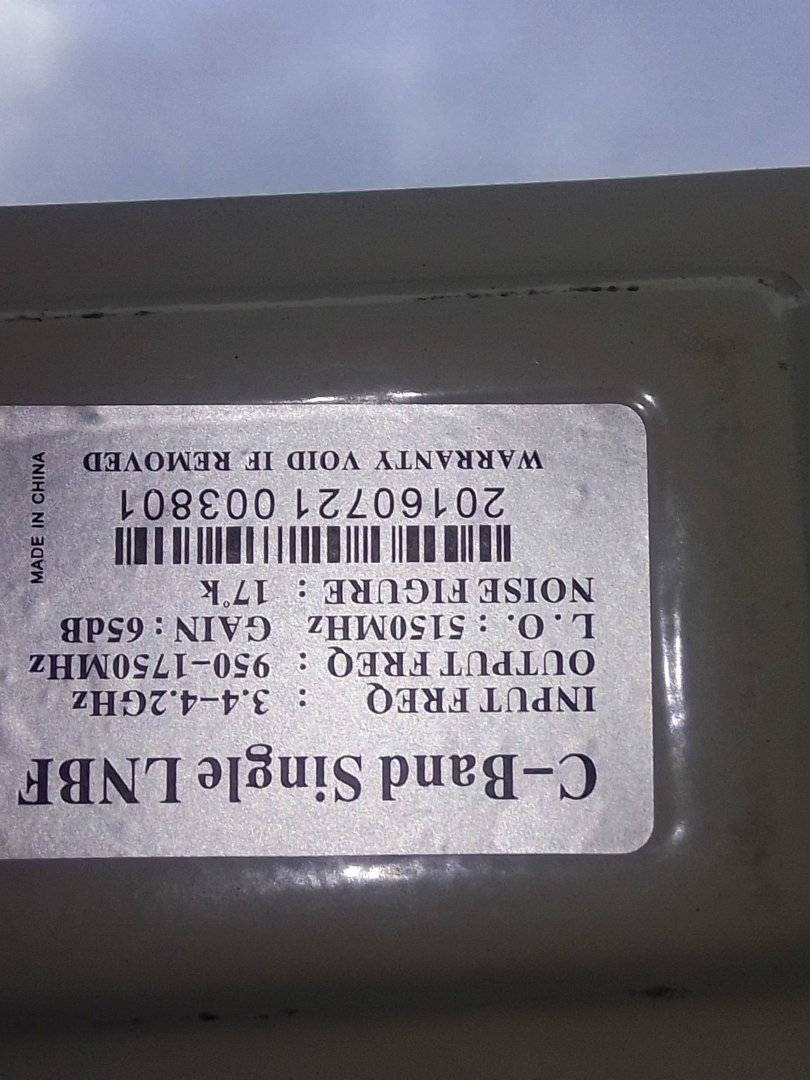 C-Band Single LNBF
INPUT FREQ : 3.4-4.2GHz
OUTPUT FREQ : 950-1750MHz
L.O. : 5150MHz GAIN : 65dB
NOISE FIGURE : 17°k
20160721 003801
WARRANTY VOID IF REMOVED
MADE IN CHINA